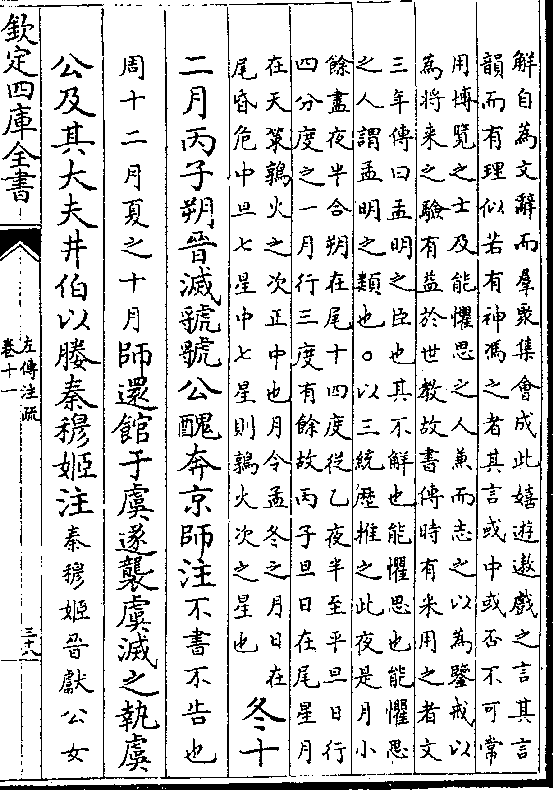 解自為文辭而羣衆集會成此嬉遊遨戲之言其言
韻而有理似若有神馮之者其言或中或否不可常
用博覽之士及能懼思之人兼而志之以為鑒戒以
為將来之驗有益於世教故書傳時有采用之者文
三年傳曰孟明之臣也其不解也能懼思也能懼思
之人謂孟明之類也〇以三統歴推之此夜是月小
餘盡夜半合朔在尾十四度從乙夜半至平旦日行
四分度之一月行三度有餘故丙子旦日在尾星月
在天策鶉火之次正中也月令孟冬之月日在
尾昏危中旦七星中七星則鶉火次之星也
冬十
二月丙子朔晉滅虢虢公醜奔京師注不書不告也
周十二月夏之十月師還館于虞遂襲虞滅之執虞
公及其大夫井伯以媵秦穆姬注秦穆姬晉獻公女
欽定四庫全書
左傳注疏
卷十一
三十八